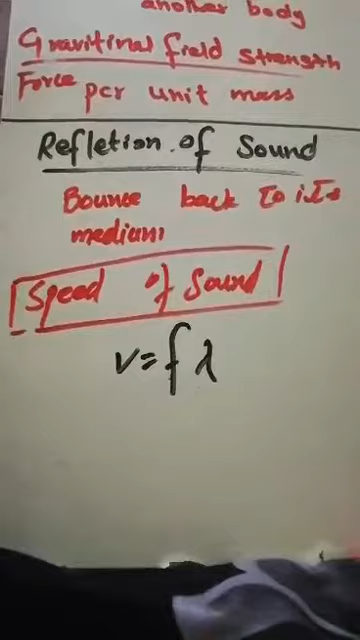 another body
Gravitinal field strength
Force per unit mass
Refletion of Sound
Bounce back to its
medium
Speed of Sound
v = f λ